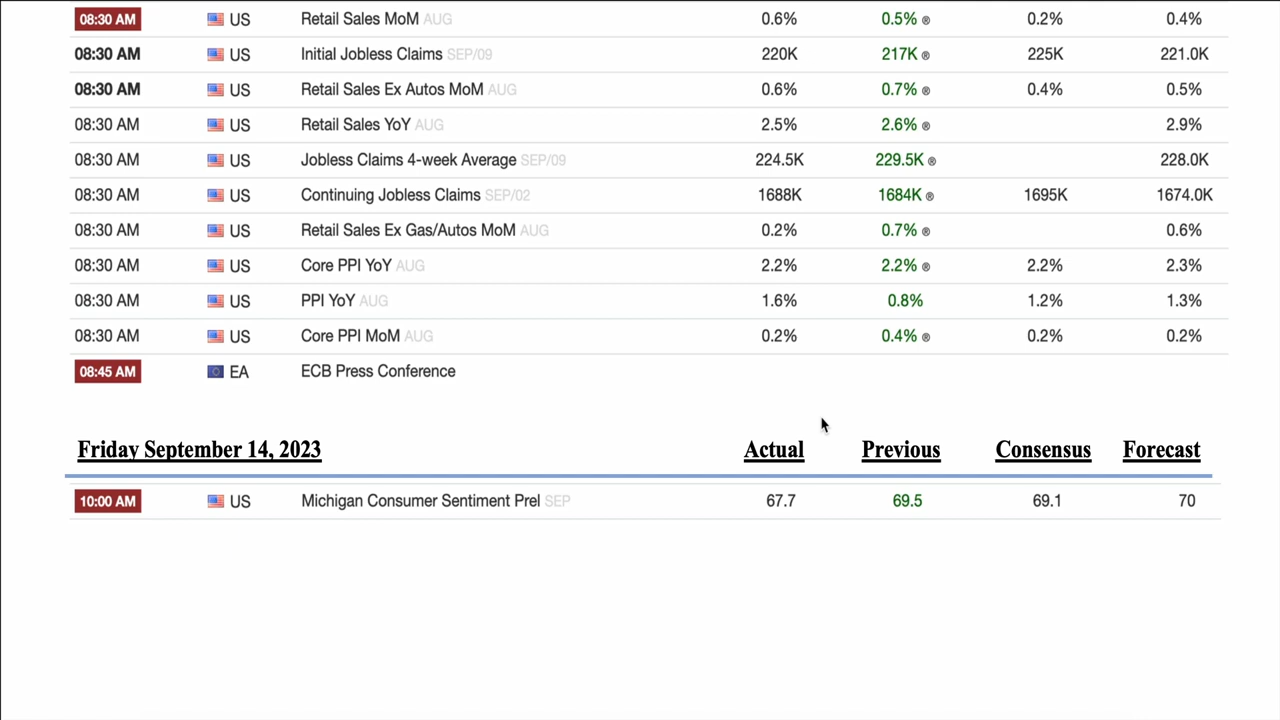 08:30 AM US Retail Sales MoM AUG 0.6% 0.5% ® 0.2% 0.4%
08:30 AM US Initial Jobless Claims SEP/09 220K 217K ® 225K 221.0K
08:30 AM US Retail Sales Ex Autos MoM AUG 0.6% 0.7% ® 0.4% 0.5%
08:30 AM US Retail Sales YoY AUG 2.5% 2.6% ® 2.9%
08:30 AM US Jobless Claims 4-week Average SEP/09 224.5K 229.5K ® 228.0K
08:30 AM US Continuing Jobless Claims SEP/02 1688K 1684K ® 1695K 1674.0K
08:30 AM US Retail Sales Ex Gas/Autos MoM AUG 0.2% 0.7% ® 0.6%
08:30 AM US Core PPI YoY AUG 2.2% 2.2% ® 2.2% 2.3%
08:30 AM US PPI YoY AUG 1.6% 0.8% 1.2% 1.3%
08:30 AM US Core PPI MoM AUG 0.2% 0.4% ® 0.2% 0.2%
08:45 AM EA ECB Press Conference
Friday September 14, 2023 Actual Previous Consensus Forecast
10:00 AM US Michigan Consumer Sentiment Prel SEP 67.7 69.5 69.1 70